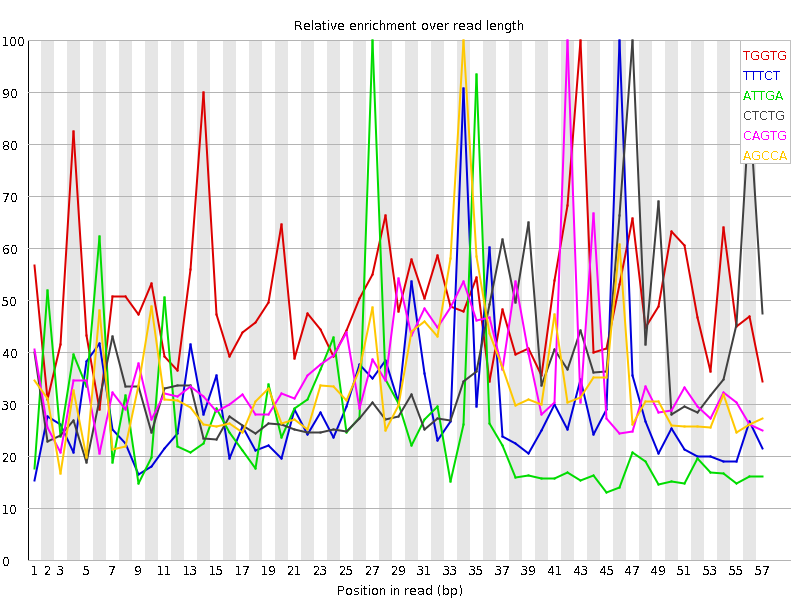 Relative enrichment over read length
100
90
80
70
60
50
40
30
20
10
0
TGGTG
TTTCT
ATTGA
CTCTG
CAGTG
AGCCA
1 2 3 5 7 9 11 13 15 17 19 21 23 25 27 29 31 33 35 37 39 41 43 45 47 49 51 53 55 57
Position in read (bp)